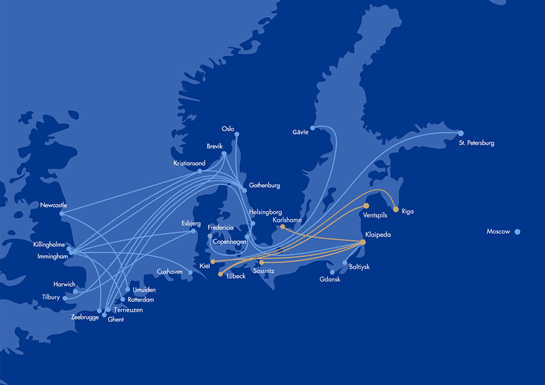 Oslo
Gävle
Brevik
St. Petersburg
Kristiansand
Gothenburg
Newcastle
Helsingborg
Karlshamn
Ventspils
Riga
Esbjerg
Fredericia
Copenhagen
Klaipeda
Moscow
Killingholme
Immingham
Kiel
Sassnitz
Baltiysk
Cuxhaven
Lübeck
Gdansk
Harwich
IJmuiden
Tilbury
Rotterdam
Terneuzen
Zeebrugge
Ghent